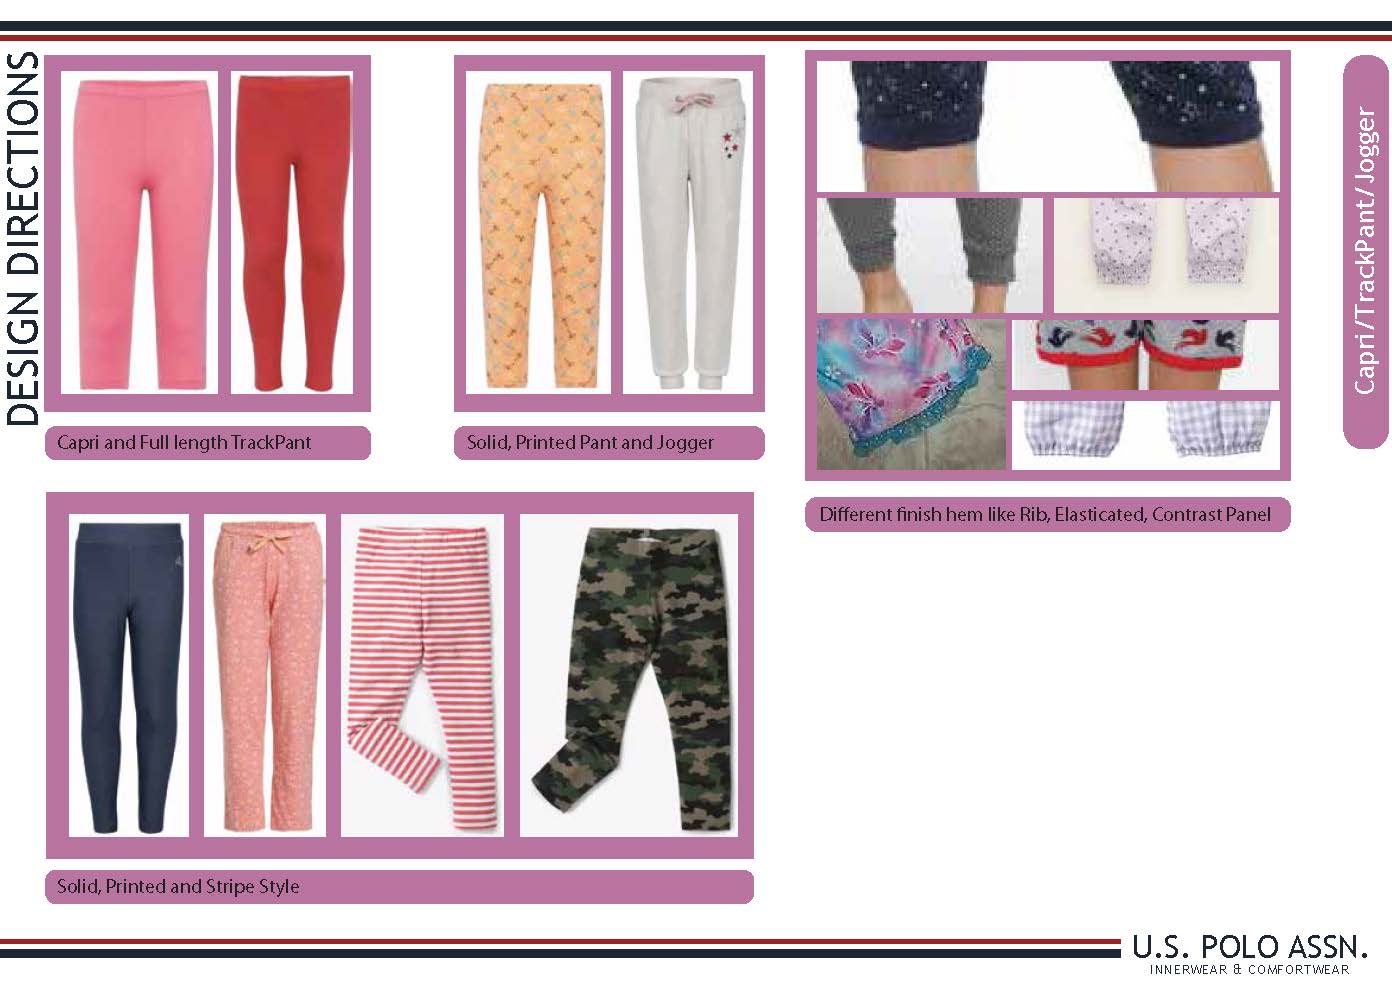 DESIGN DIRECTIONS
Capri/TrackPant/Jogger
Capri and Full length TrackPant
Solid, Printed Pant and Jogger
Different finish hem like Rib, Elasticated, Contrast Panel
Solid, Printed and Stripe Style
U.S. POLO ASSN.
INNERWEAR & COMFORTWEAR